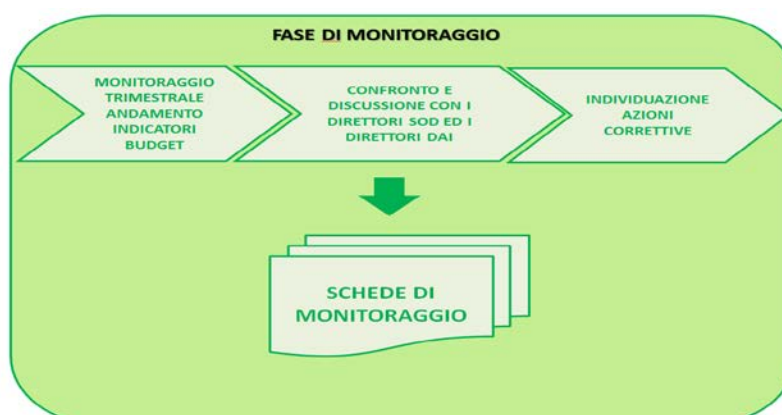 FASE DI MONITORAGGIO
MONITORAGGIO
TRIMESTRALE
ANDAMENTO
INDICATORI
BUDGET
CONFRONTO E
DISCUSSIONE CON I
DIRETTORI SOD ED I
DIRETTORI DAI
INDIVIDUAZIONE
AZIONI
CORRETTIVE
SCHEDE DI
MONITORAGGIO